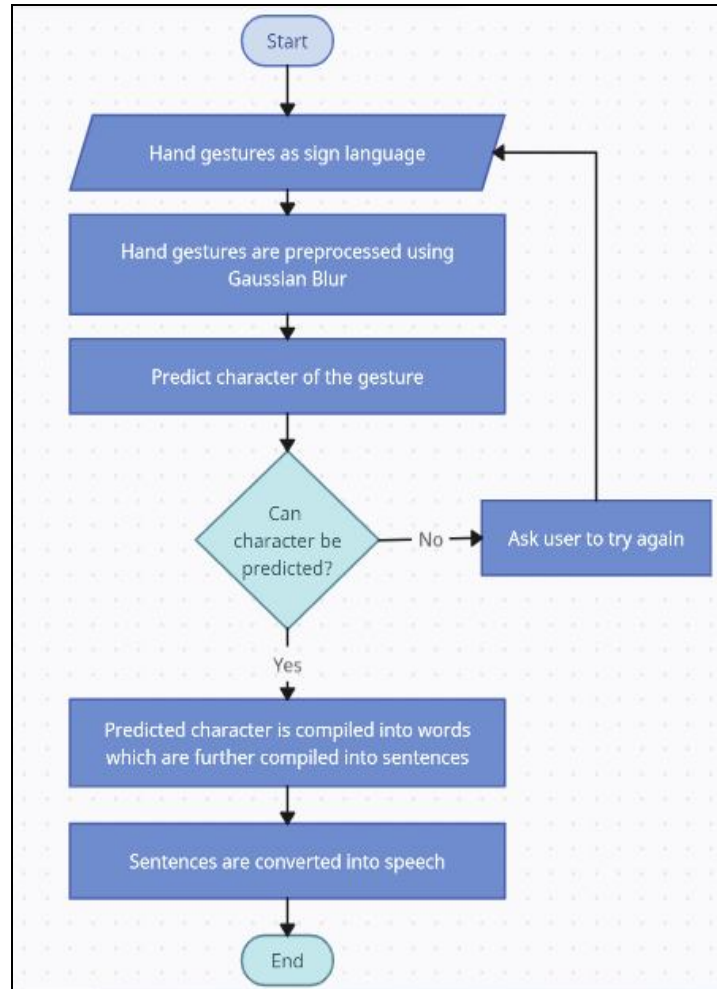 Start
Hand gestures as sign language
Hand gestures are preprocessed using
Gaussian Blur
Predict character of the gesture
Can
character be
predicted?
No
Ask user to try again
Yes
Predicted character is compiled into words
which are further compiled into sentences
Sentences are converted into speech
End